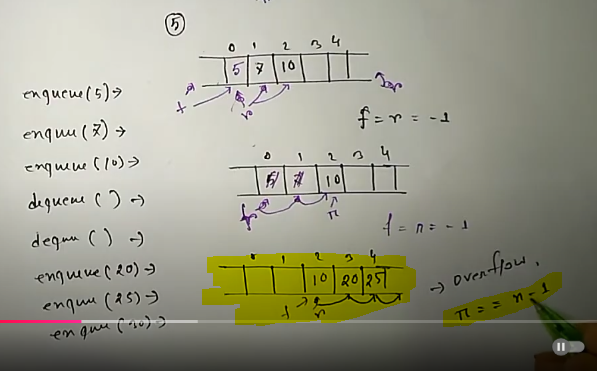 5
0 1 2 3 4
5 7 10
enqueue(5)→
f
r
f = r = -1
enquu(7)→
0 1 2 3 4
enqueue(10)→
5 7 10
dequeue( )→
r
f = r = -1
dequu( )→
0 1 2 3 4
enqueue(20)→
10 20 25
→ overflow.
enquu(25)→
f r
r == n-1
enquu(30)→